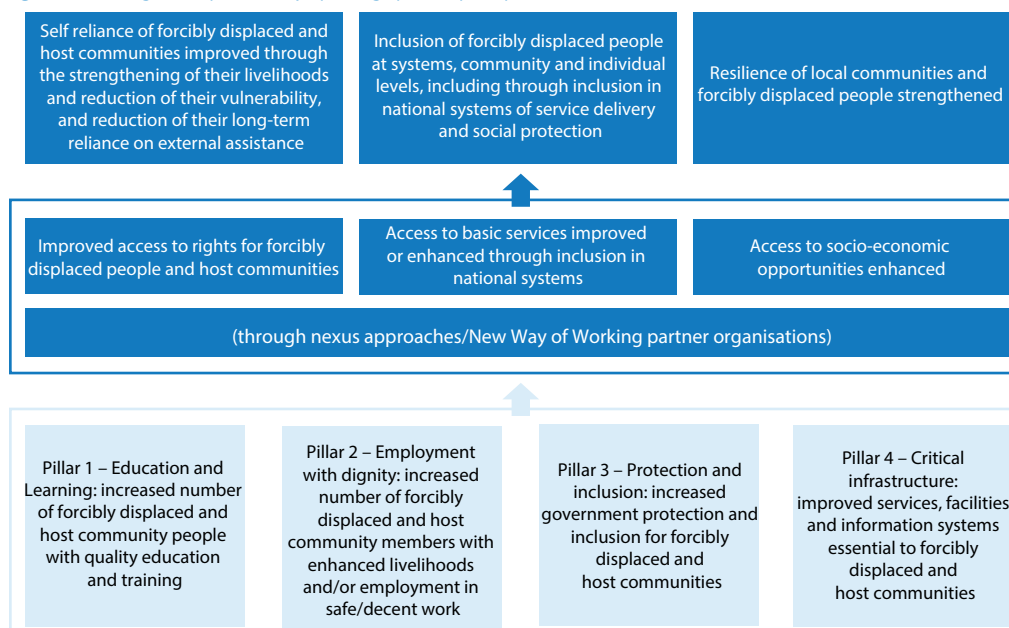 Self reliance of forcibly displaced and
host communities improved through
the strengthening of their livelihoods
and reduction of their vulnerability,
and reduction of their long-term
reliance on external assistance
Inclusion of forcibly displaced people
at systems, community and individual
levels, including through inclusion in
national systems of service delivery
and social protection
Resilience of local communities and
forcibly displaced people strengthened
Improved access to rights for forcibly
displaced people and host communities
Access to basic services improved
or enhanced through inclusion in
national systems
Access to socio-economic
opportunities enhanced
(through nexus approaches/New Way of Working partner organisations)
Pillar 1 – Education and
Learning: increased number
of forcibly displaced and
host community people
with quality education
and training
Pillar 2 – Employment
with dignity: increased
number of forcibly
displaced and host
community members with
enhanced livelihoods
and/or employment in
safe/decent work
Pillar 3 – Protection and
inclusion: increased
government protection and
inclusion for forcibly
displaced and
host communities
Pillar 4 – Critical
infrastructure:
improved services, facilities
and information systems
essential to forcibly
displaced and
host communities